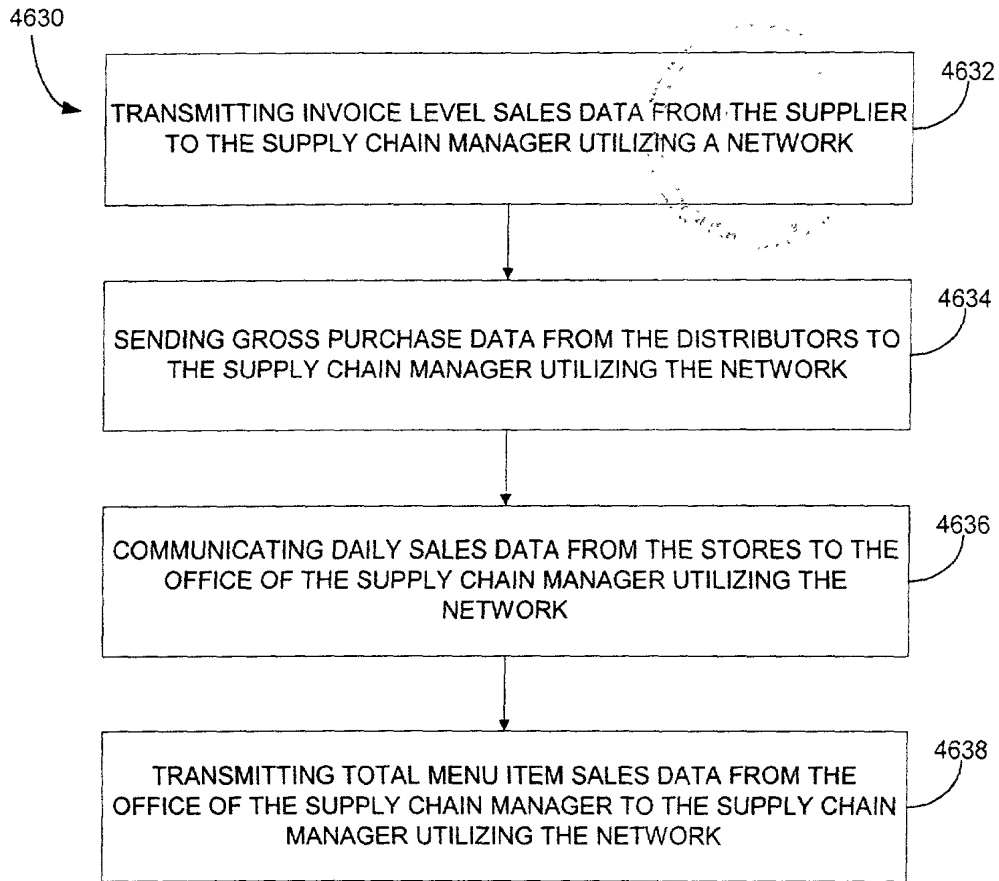 4630
4632
TRANSMITTING INVOICE LEVEL SALES DATA FROM THE SUPPLIER
TO THE SUPPLY CHAIN MANAGER UTILIZING A NETWORK
4634
SENDING GROSS PURCHASE DATA FROM THE DISTRIBUTORS TO
THE SUPPLY CHAIN MANAGER UTILIZING THE NETWORK
4636
COMMUNICATING DAILY SALES DATA FROM THE STORES TO THE
OFFICE OF THE SUPPLY CHAIN MANAGER UTILIZING THE
NETWORK
4638
TRANSMITTING TOTAL MENU ITEM SALES DATA FROM THE
OFFICE OF THE SUPPLY CHAIN MANAGER TO THE SUPPLY CHAIN
MANAGER UTILIZING THE NETWORK